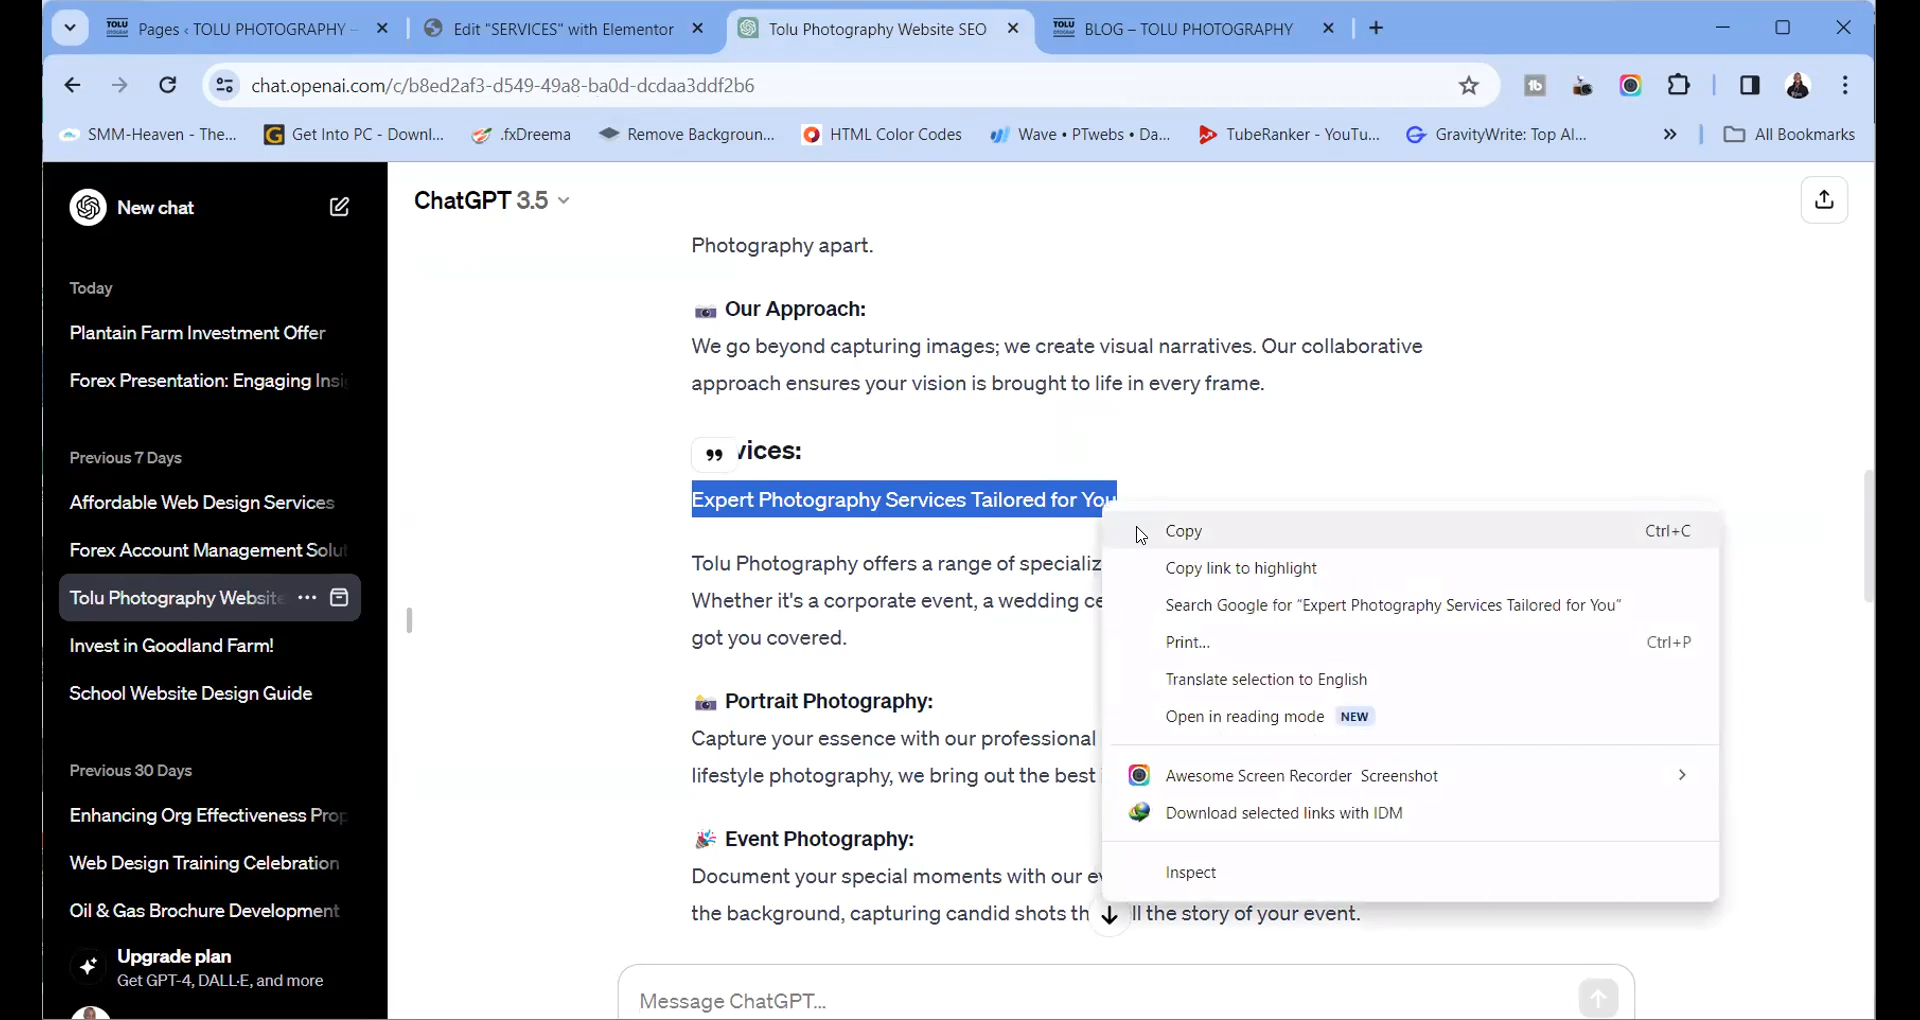 Pages ‹ TOLU PHOTOGRAPHY –
Edit "SERVICES" with Elementor
Tolu Photography Website SEO
TOLU
BLOG – TOLU PHOTOGRAPHY
chat.openai.com/c/b8ed2af3-d549-49a8-ba0d-dcdaa3ddf2b6
SMM-Heaven - The...
Get Into PC - Downl...
.fxDreema
Remove Backgroun...
HTML Color Codes
Wave • PTwebs • Da...
TubeRanker - YouTu...
GravityWrite: Top AI...
All Bookmarks
New chat
Today
Plantain Farm Investment Offer
Forex Presentation: Engaging Insi
Previous 7 Days
Affordable Web Design Services
Forex Account Management Solut
Tolu Photography Website
Invest in Goodland Farm!
School Website Design Guide
Previous 30 Days
Enhancing Org Effectiveness Prop
Web Design Training Celebration
Oil & Gas Brochure Development
Upgrade plan
Get GPT-4, DALL·E, and more
ChatGPT 3.5
Photography apart.
Our Approach:
We go beyond capturing images; we create visual narratives. Our collaborative
approach ensures your vision is brought to life in every frame.
vices:
Expert Photography Services Tailored for You
Tolu Photography offers a range of specializ
Whether it's a corporate event, a wedding ce
got you covered.
Portrait Photography:
Capture your essence with our professional
lifestyle photography, we bring out the best
Event Photography:
Document your special moments with our ev
the background, capturing candid shots th ll the story of your event.
Copy Ctrl+C
Copy link to highlight
Search Google for “Expert Photography Services Tailored for You”
Print... Ctrl+P
Translate selection to English
Open in reading mode NEW
Awesome Screen Recorder Screenshot
Download selected links with IDM
Inspect
Message ChatGPT...